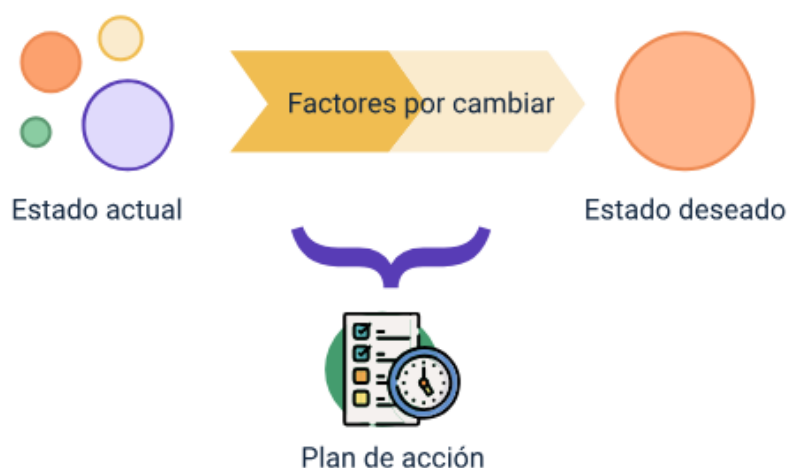 Factores por cambiar
Estado actual
Estado deseado
Plan de acción